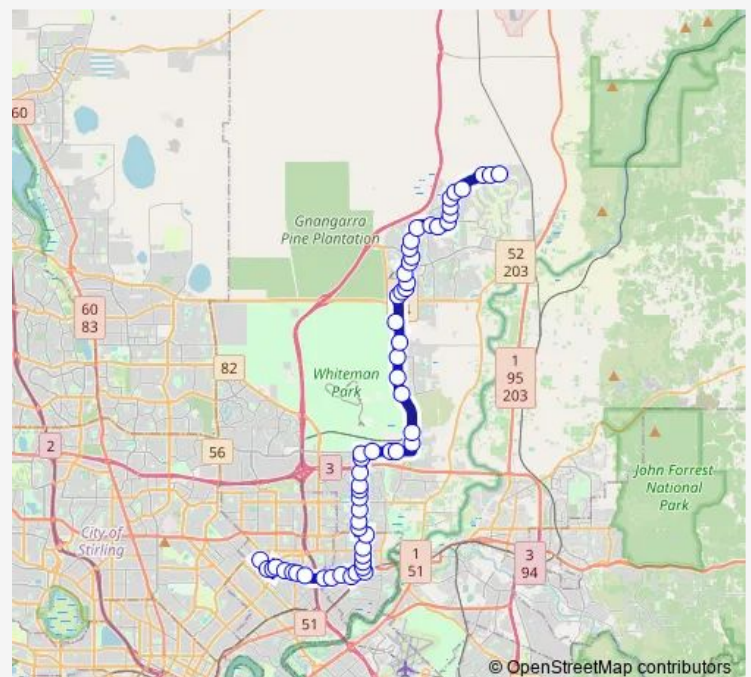 60
Gnangarra
Pine Plantation
52
203
60
83
1
95
203
82
Whiteman
Park
2
56
3
John Forrest
National
Park
City of
Stirling
1
51
3
94
51
© OpenStreetMap contributors